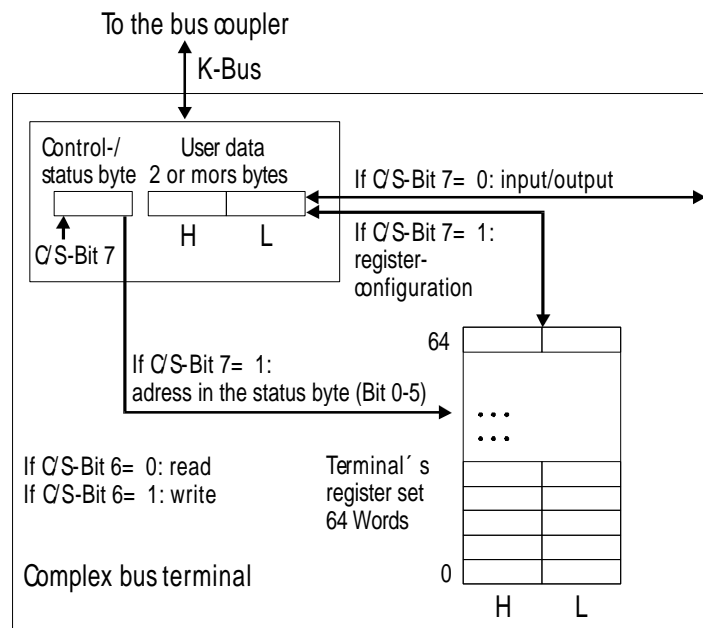 To the bus coupler
K-Bus
Control-/
status byte
User data
2 or mors bytes
C/S-Bit 7
H
L
If C/S-Bit 7= 0: input/output
If C/S-Bit 7= 1:
register-
configuration
If C/S-Bit 7= 1:
adress in the status byte (Bit 0-5)
64
...
...
If C/S-Bit 6= 0: read
If C/S-Bit 6= 1: write
Terminal´ s
register set
64 Words
0
Complex bus terminal
H
L